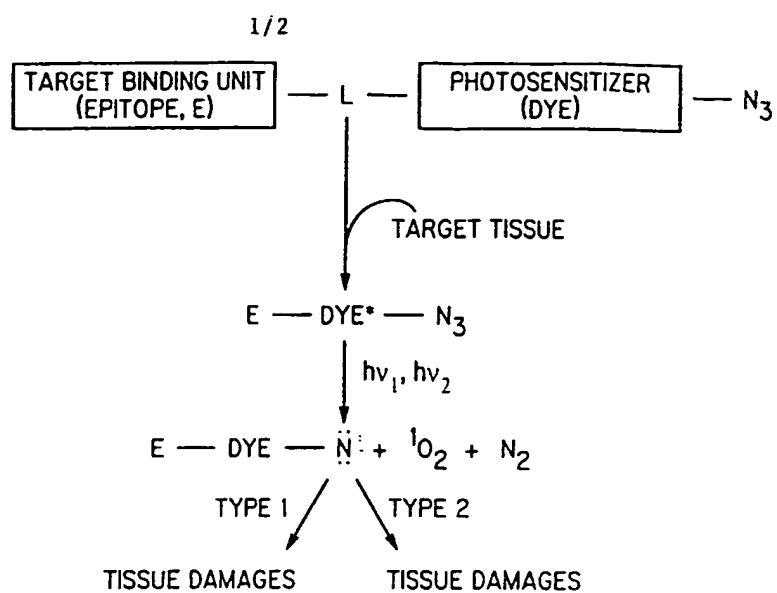 1/2
TARGET BINDING UNIT
(EPITOPE, E)
— L —
PHOTOSENSITIZER
(DYE)
— N₃
TARGET TISSUE
E — DYE* — N₃
hν₁, hν₂
E — DYE — N: + ¹O₂ + N₂
TYPE 1 TYPE 2
TISSUE DAMAGES TISSUE DAMAGES